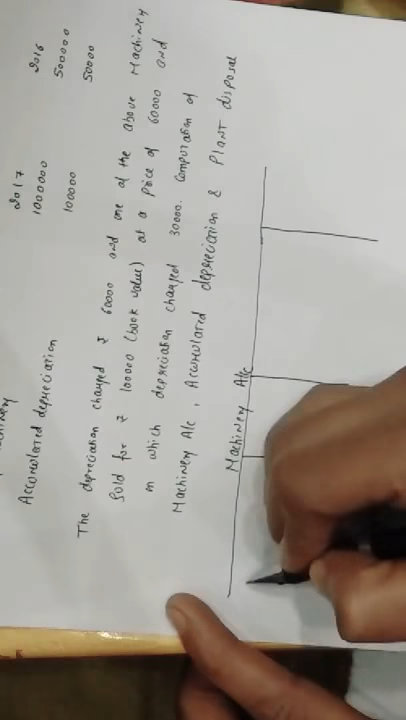 2017 2016
Machinery 1000000 500000
Accumulated depreciation 100000 50000
The depreciation charged ₹ 60000 and one of the above Machinery
Sold for ₹ 100000 (book value) at a price of 60000 and
on which depreciation charged 30000. Computation of
Machinery A/c, Accumulated depreciation & Plant disposal
Machinery A/c